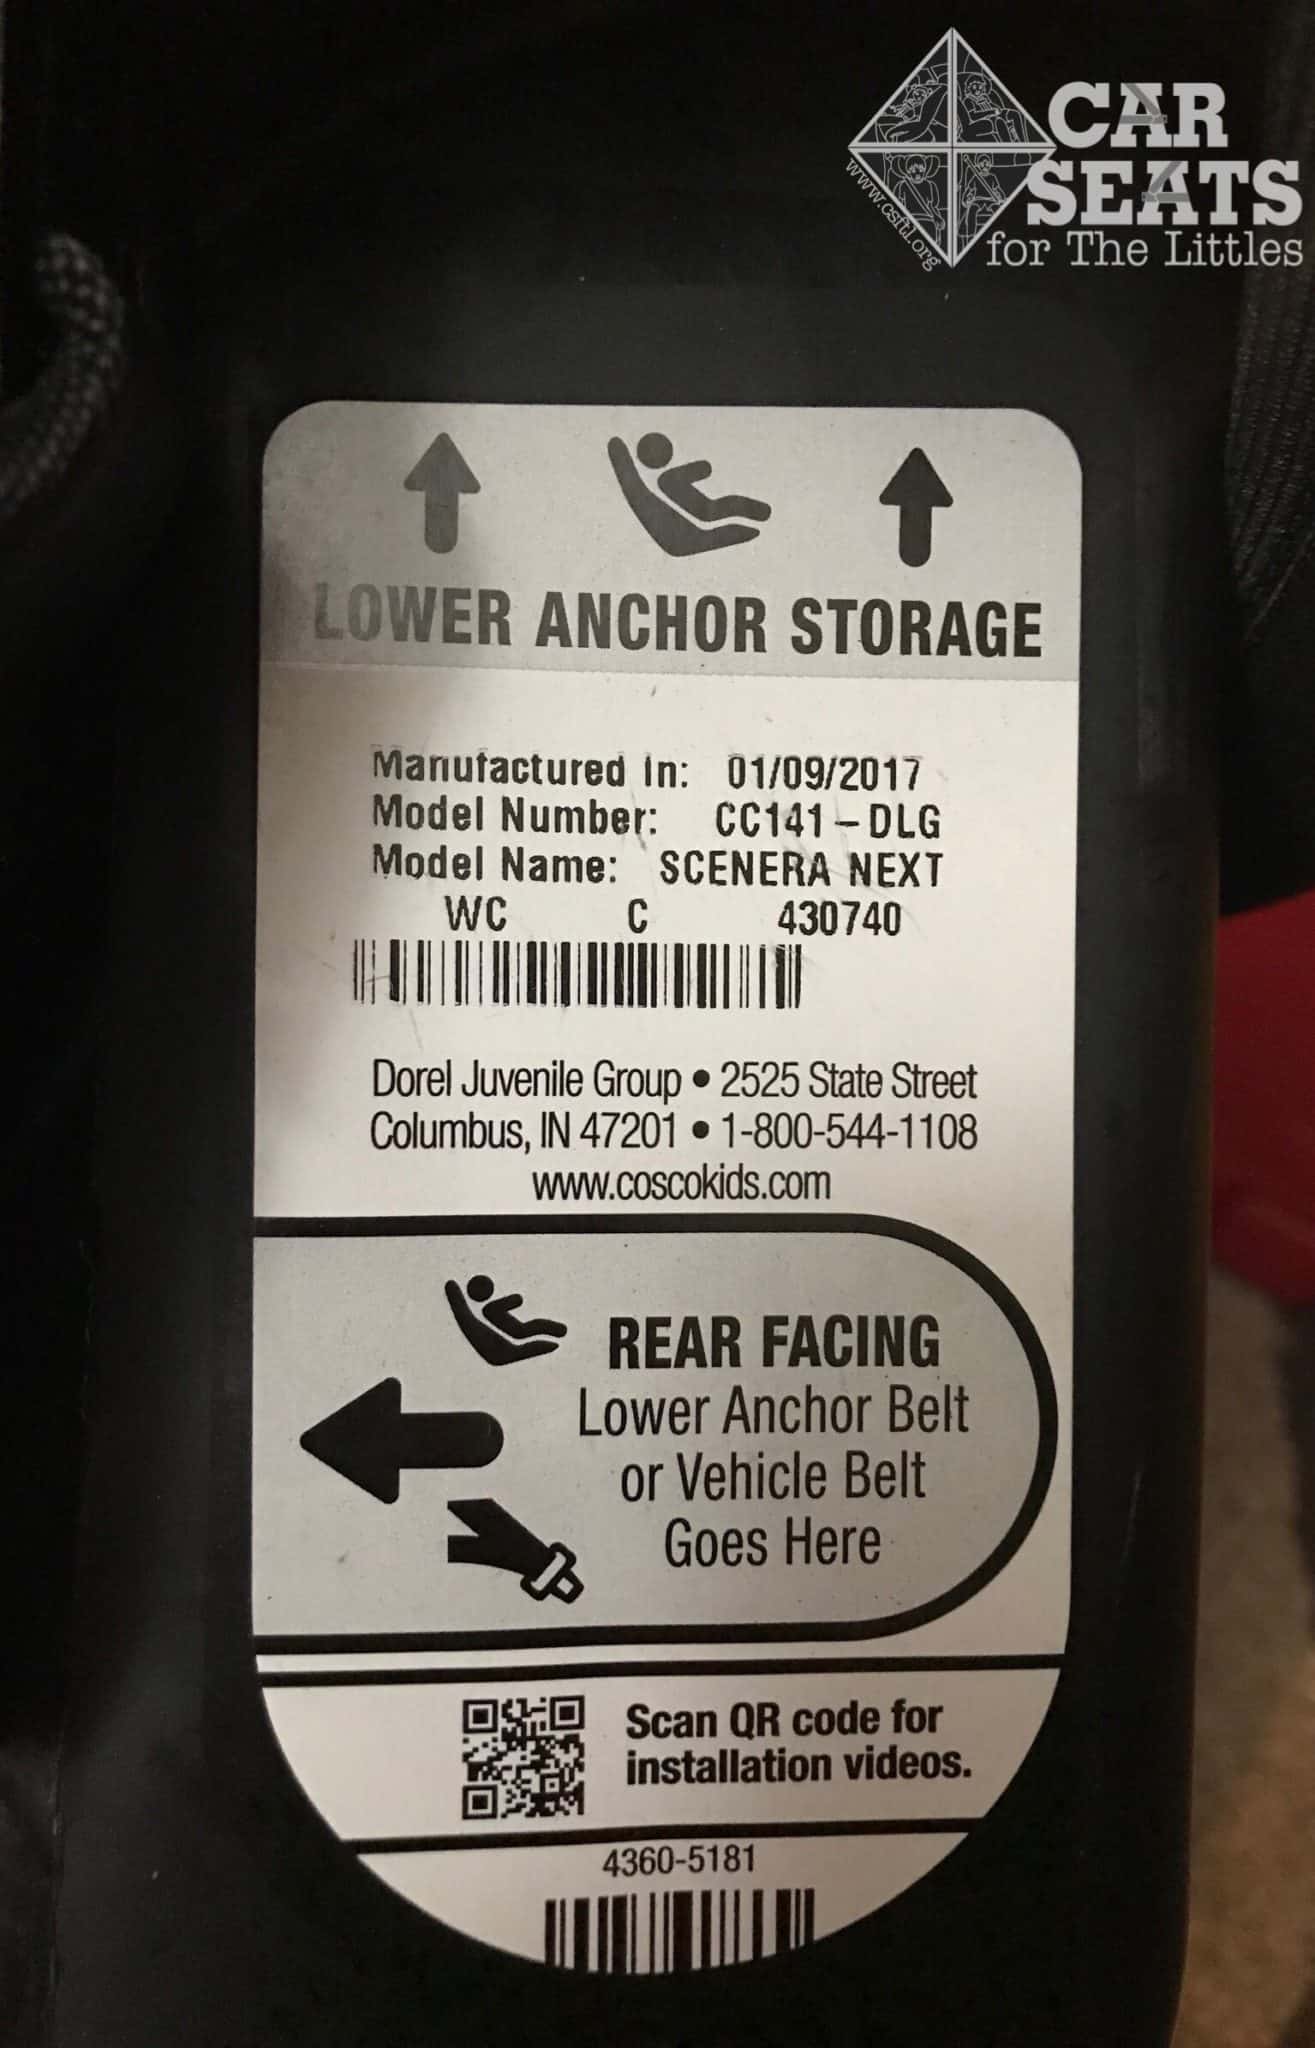 CAR
SEATS
for The Littles
www.csftl.org
LOWER ANCHOR STORAGE
Manufactured In: 01/09/2017
Model Number: CC141-DLG
Model Name: SCENERA NEXT
WC C 430740
Dorel Juvenile Group • 2525 State Street
Columbus, IN 47201 • 1-800-544-1108
www.coscokids.com
REAR FACING
Lower Anchor Belt
or Vehicle Belt
Goes Here
Scan QR code for
installation videos.
4360-5181